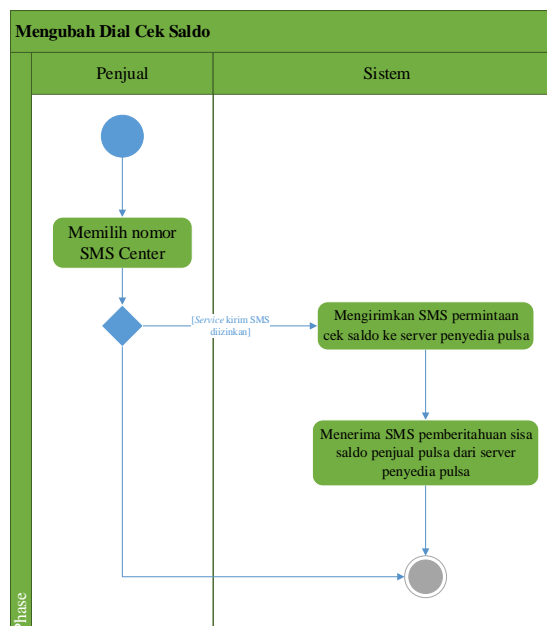 Mengubah Dial Cek Saldo
Penjual
Sistem
Memilih nomor
SMS Center
[Service kirim SMS
diizinkan]
Mengirimkan SMS permintaan
cek saldo ke server penyedia pulsa
Menerima SMS pemberitahuan sisa
saldo penjual pulsa dari server
penyedia pulsa
Phase